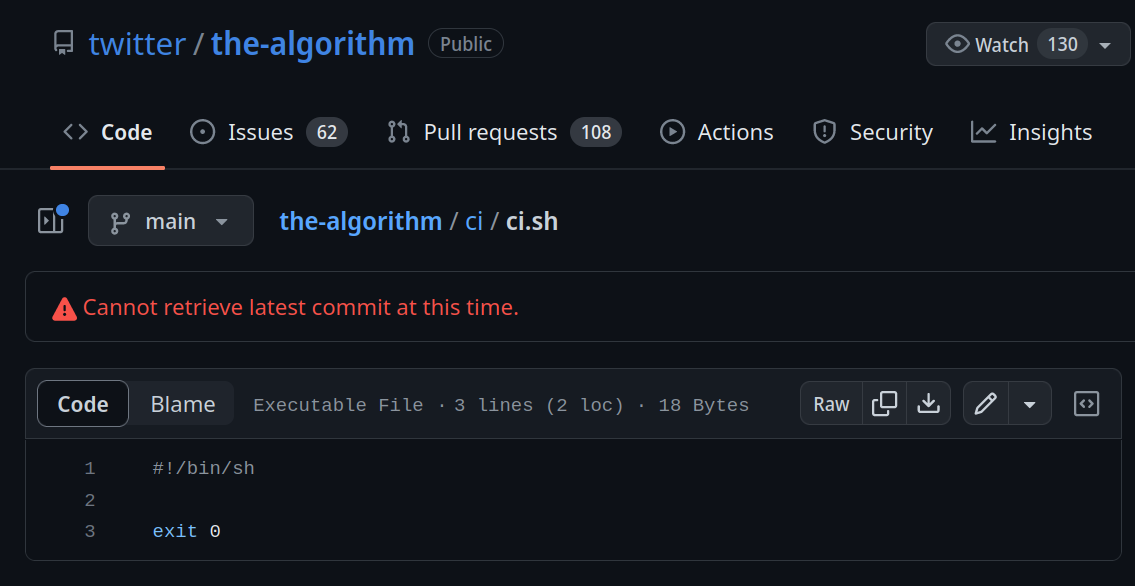 twitter / the-algorithm Public Watch 130
Code Issues 62 Pull requests 108 Actions Security Insights
main the-algorithm / ci / ci.sh
Cannot retrieve latest commit at this time.
Code Blame Executable File · 3 lines (2 loc) · 18 Bytes Raw
1 #!/bin/sh
2
3 exit 0